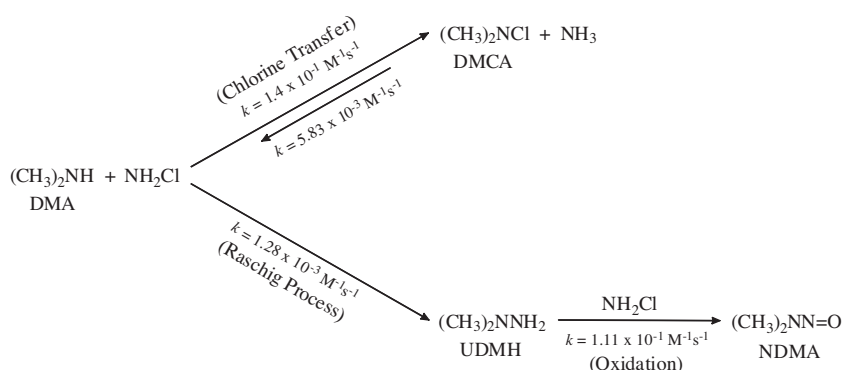 (CH₃)₂NCl + NH₃
DMCA
(Chlorine Transfer)
k = 1.4 x 10⁻¹ M⁻¹s⁻¹
k = 5.83 x 10⁻³ M⁻¹s⁻¹
(CH₃)₂NH + NH₂Cl
DMA
k = 1.28 x 10⁻³ M⁻¹s⁻¹
(Raschig Process)
(CH₃)₂NNH₂
UDMH
NH₂Cl
k = 1.11 x 10⁻¹ M⁻¹s⁻¹
(Oxidation)
(CH₃)₂NN=O
NDMA